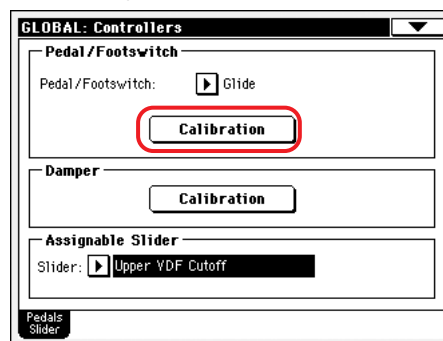 GLOBAL: Controllers
Pedal/Footswitch
Pedal/Footswitch: Glide
Calibration
Damper
Calibration
Assignable Slider
Slider: Upper VDF Cutoff
Pedals
Slider